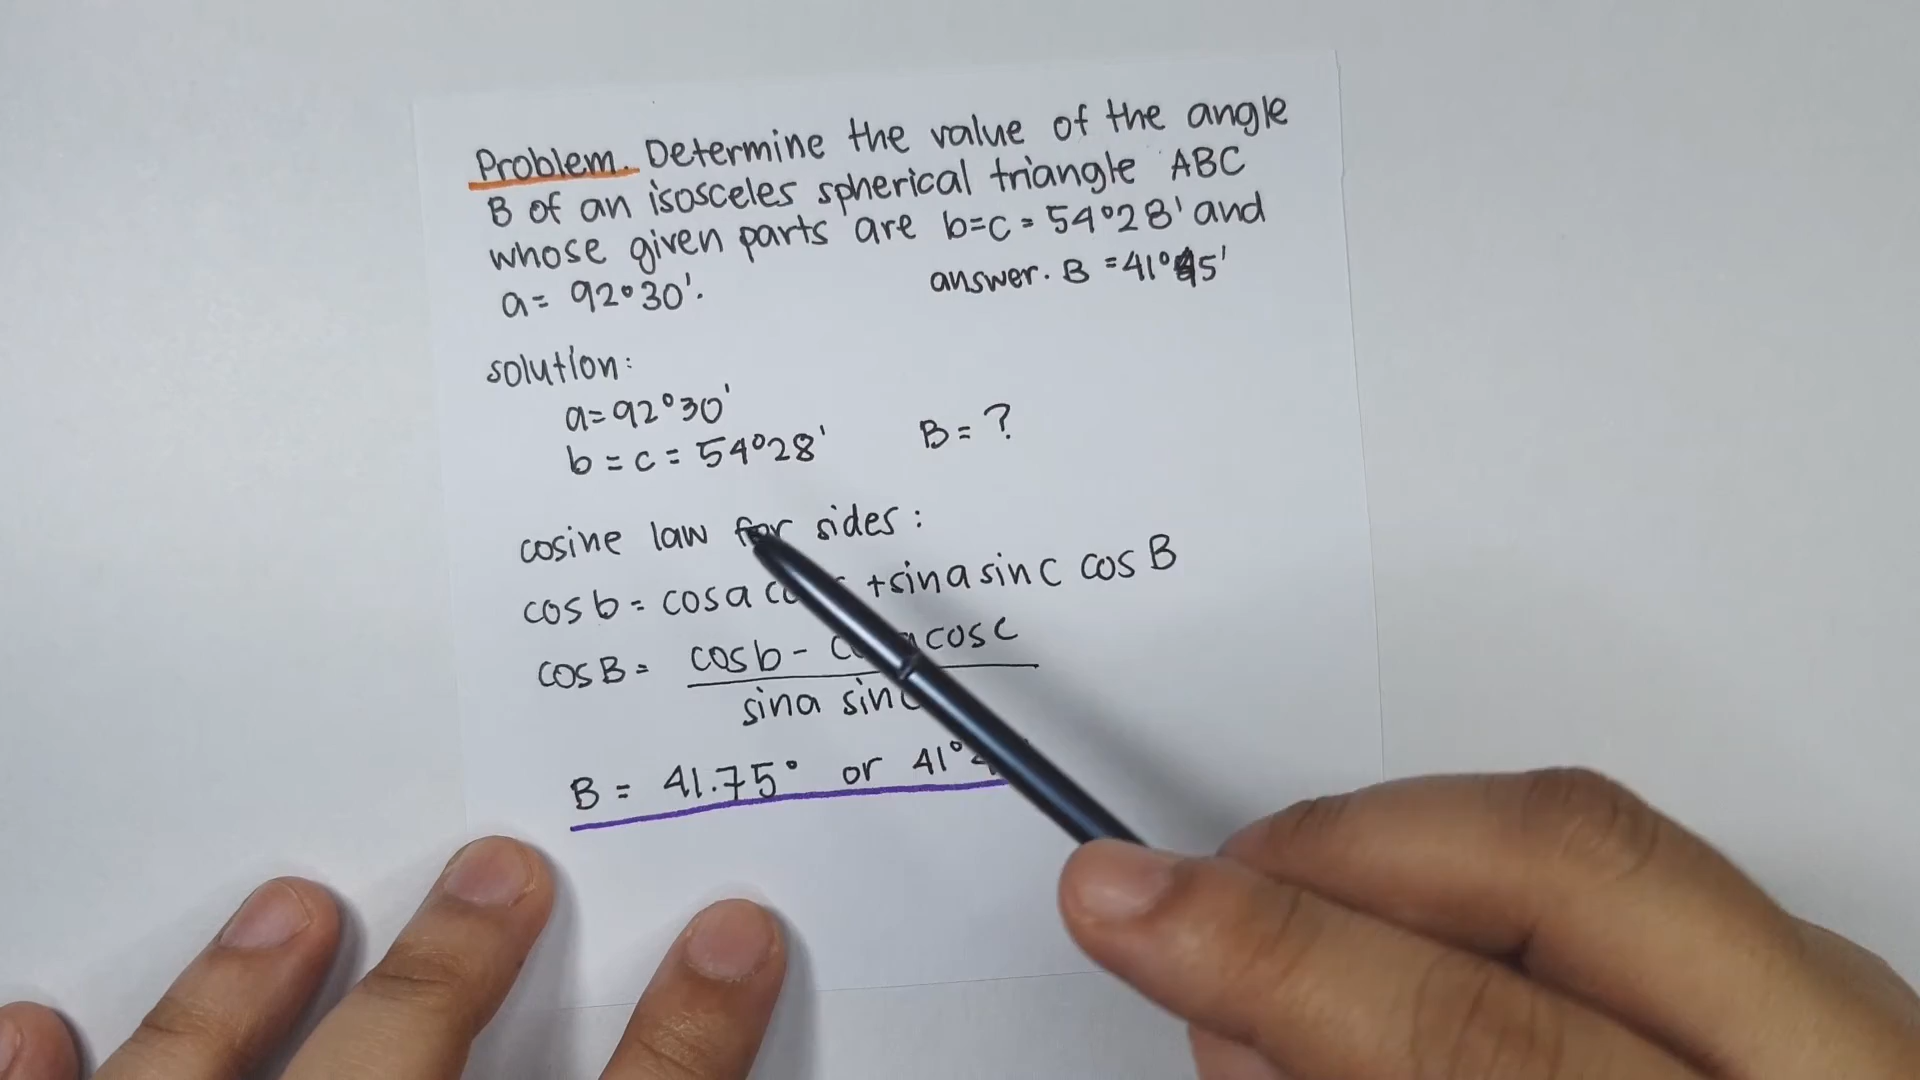 Problem. Determine the value of the angle
B of an isosceles spherical triangle ABC
whose given parts are b=c=54°28' and
a= 92°30'.
answer. B =41°45'
solution:
a=92°30'
b=c=54°28'
B=?
cosine law for sides:
cos b= cos a +sin a sin c cos B
cos B= cos b- cos c
sin a sin
B= 41.75° or 41°